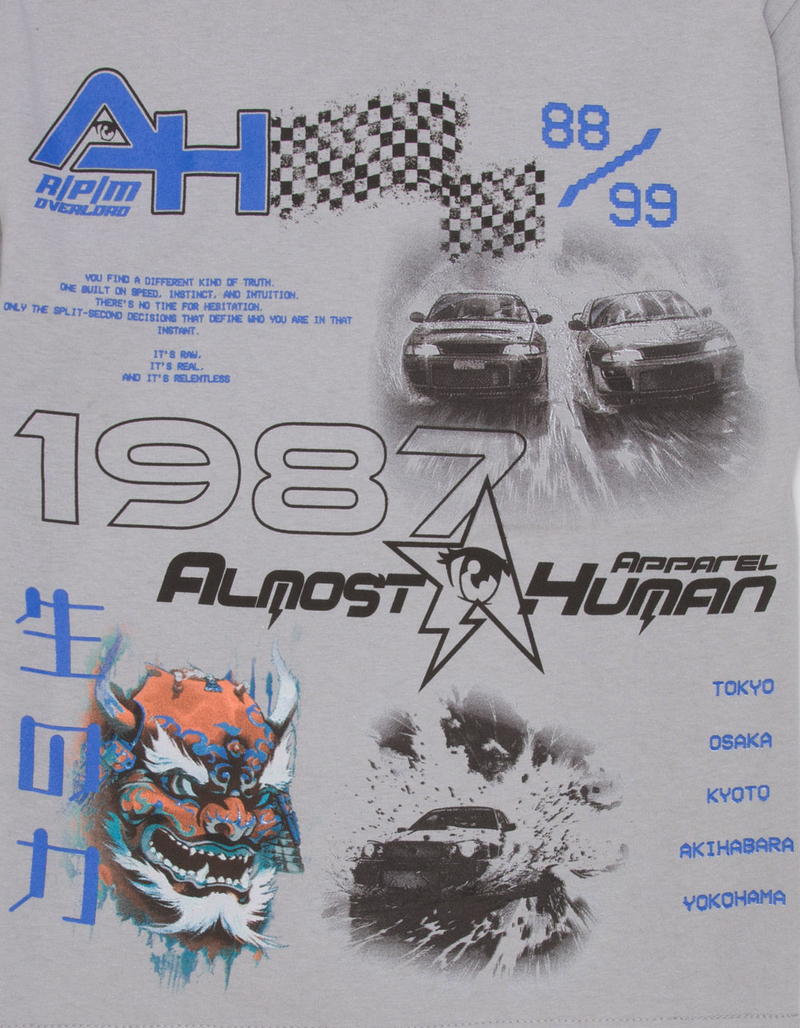 AH
R/P/M
OVERLORD
88/99
YOU FIND A DIFFERENT KIND OF TRUTH.
ONE BUILT ON SPEED, INSTINCT, AND INTUITION.
THERE'S NO TIME FOR HESITATION.
ONLY THE SPLIT-SECOND DECISIONS THAT DEFINE WHO YOU ARE IN THAT
INSTANT.
IT'S RAW.
IT'S REAL.
AND IT'S RELENTLESS
1987
ALMOST HUMAN
APPAREL
生
回
力
TOKYO
OSAKA
KYOTO
AKIHABARA
YOKOHAMA